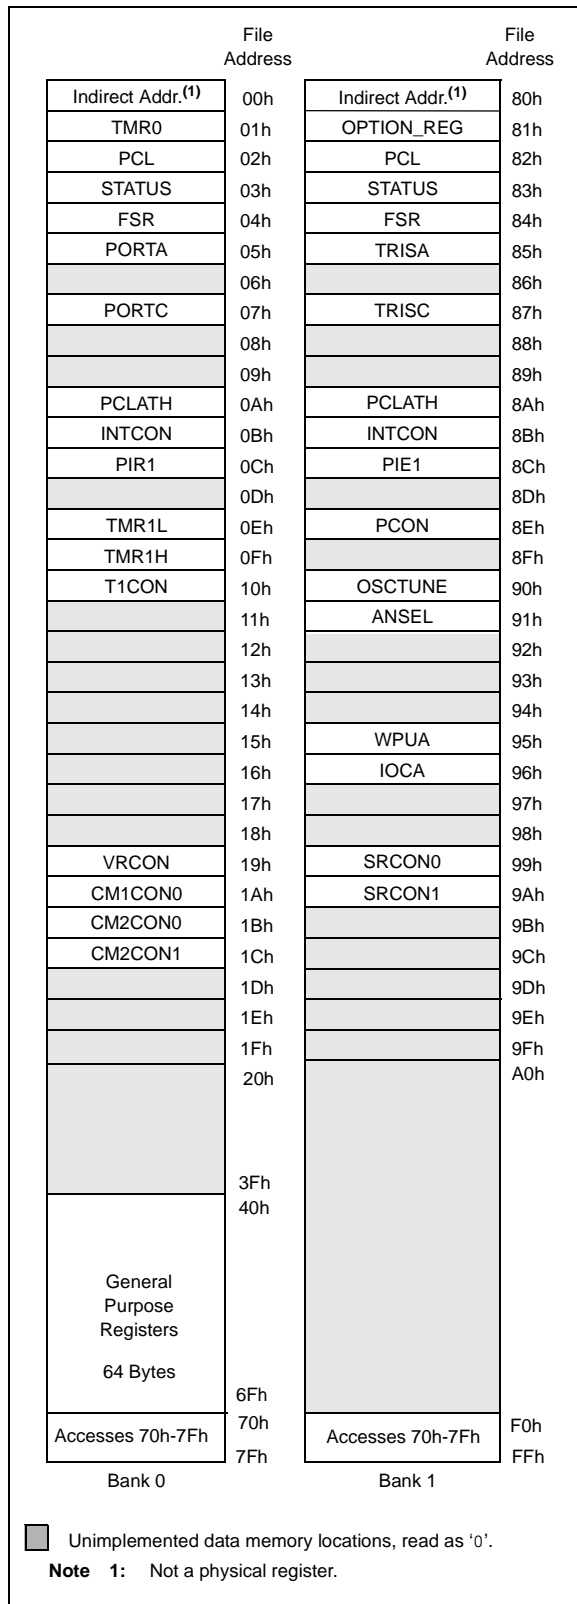 File Address File Address
Indirect Addr.(1) 00h Indirect Addr.(1) 80h
TMR0 01h OPTION_REG 81h
PCL 02h PCL 82h
STATUS 03h STATUS 83h
FSR 04h FSR 84h
PORTA 05h TRISA 85h
06h 86h
PORTC 07h TRISC 87h
08h 88h
09h 89h
PCLATH 0Ah PCLATH 8Ah
INTCON 0Bh INTCON 8Bh
PIR1 0Ch PIE1 8Ch
0Dh 8Dh
TMR1L 0Eh PCON 8Eh
TMR1H 0Fh 8Fh
T1CON 10h OSCTUNE 90h
11h ANSEL 91h
12h 92h
13h 93h
14h 94h
15h WPUA 95h
16h IOCA 96h
17h 97h
18h 98h
VRCON 19h SRCON0 99h
CM1CON0 1Ah SRCON1 9Ah
CM2CON0 1Bh 9Bh
CM2CON1 1Ch 9Ch
1Dh 9Dh
1Eh 9Eh
1Fh 9Fh
20h A0h
3Fh
40h
General
Purpose
Registers
64 Bytes
6Fh
Accesses 70h-7Fh 70h Accesses 70h-7Fh F0h
7Fh FFh
Bank 0 Bank 1
Unimplemented data memory locations, read as ‘0’.
Note 1: Not a physical register.